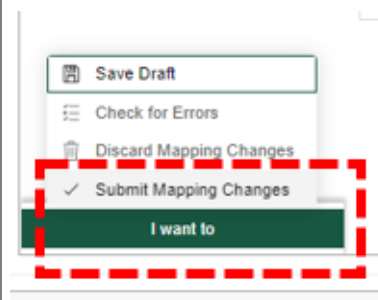 Save Draft
Check for Errors
Discard Mapping Changes
Submit Mapping Changes
I want to